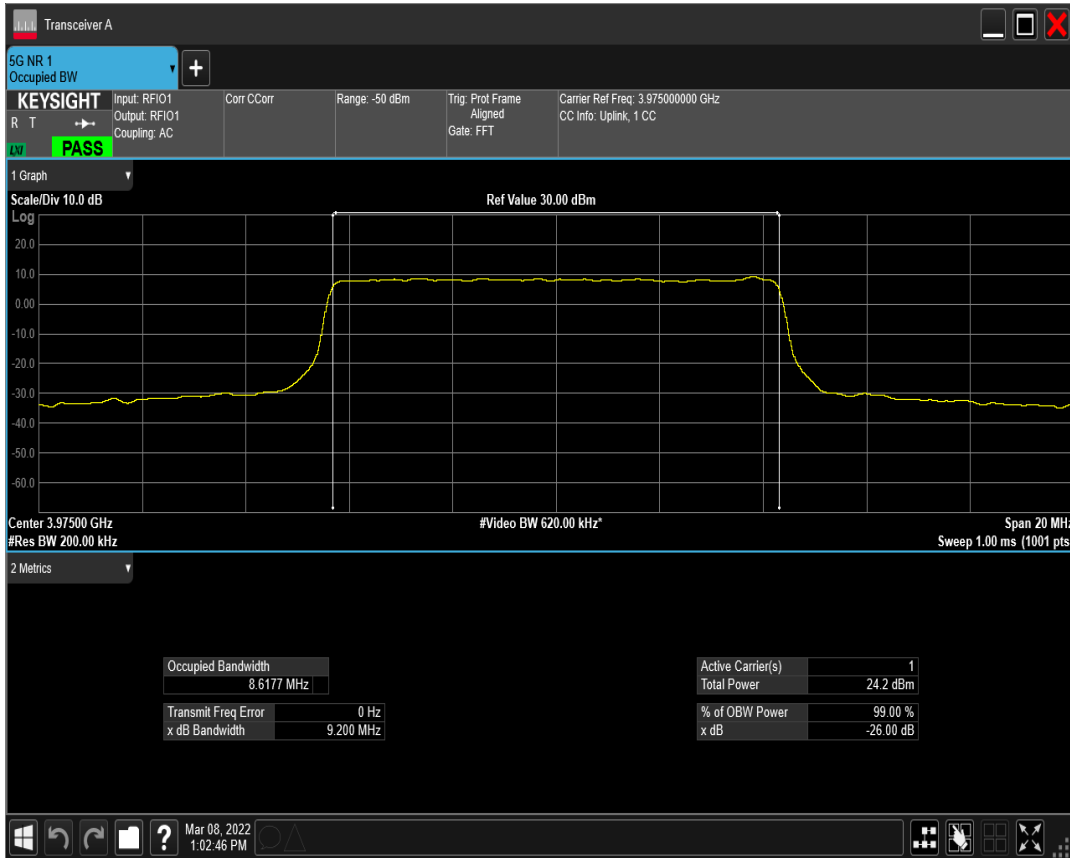 Transceiver A
5G NR 1
Occupied BW
KEYSIGHT
R T
LXI
PASS
Input: RFIO1
Output: RFIO1
Coupling: AC
Corr CCorr
Range: -50 dBm
Trig: Prot Frame
Aligned
Gate: FFT
Carrier Ref Freq: 3.975000000 GHz
CC Info: Uplink, 1 CC
1 Graph
Scale/Div 10.0 dB
Ref Value 30.00 dBm
Log
20.0
10.0
0.00
-10.0
-20.0
-30.0
-40.0
-50.0
-60.0
Center 3.97500 GHz
#Video BW 620.00 kHz*
Span 20 MHz
#Res BW 200.00 kHz
Sweep 1.00 ms (1001 pts
2 Metrics
Occupied Bandwidth
8.6177 MHz
Transmit Freq Error 0 Hz
x dB Bandwidth 9.200 MHz
Active Carrier(s) 1
Total Power 24.2 dBm
% of OBW Power 99.00 %
x dB -26.00 dB
?
Mar 08, 2022
1:02:46 PM